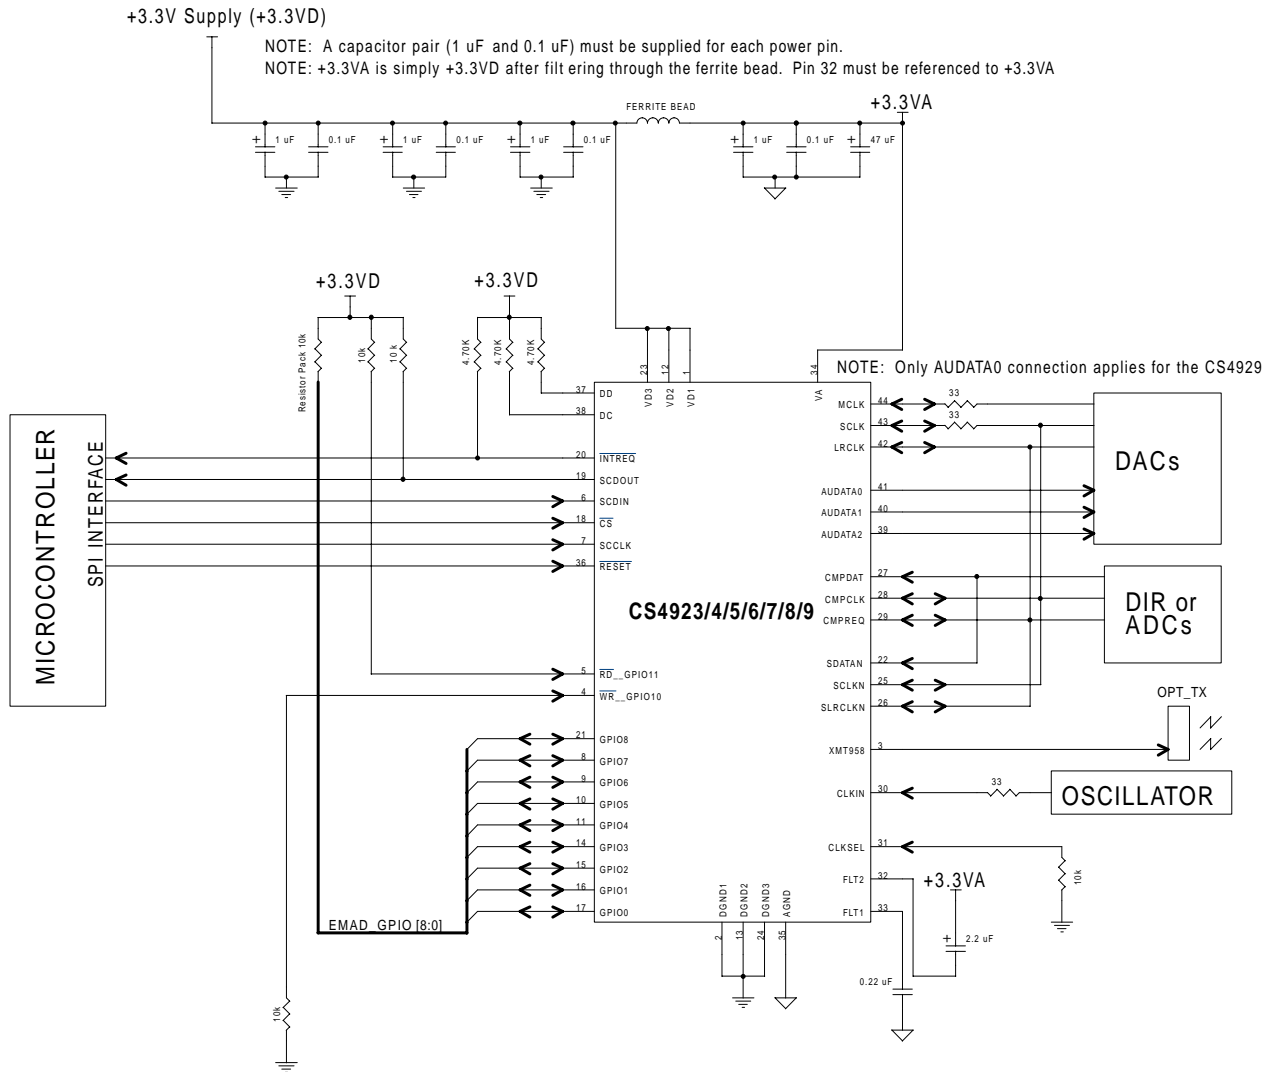 +3.3V Supply (+3.3VD)
NOTE: A capacitor pair (1 uF and 0.1 uF) must be supplied for each power pin.
NOTE: +3.3VA is simply +3.3VD after filt ering through the ferrite bead. Pin 32 must be referenced to +3.3VA
FERRITE BEAD
+3.3VA
+ 1 uF
0.1 uF
+ 1 uF
0.1 uF
+ 1 uF
0.1 uF
+ 1 uF
0.1 uF
+ 47 uF
+3.3VD
+3.3VD
Resistor Pack 10k
10k
10 k
4.70K
4.70K
4.70K
23
12
1
34
VD3
VD2
VD1
VA
NOTE: Only AUDATA0 connection applies for the CS4929
MICROCONTROLLER
SPI INTERFACE
37 DD
38 DC
20 INTREQ
19 SCDOUT
6 SCDIN
18 CS
7 SCCLK
36 RESET
5 RD__GPIO11
4 WR__GPIO10
21 GPIO8
8 GPIO7
9 GPIO6
10 GPIO5
11 GPIO4
14 GPIO3
15 GPIO2
16 GPIO1
17 GPIO0
EMAD_GPIO [8:0]
10k
CS4923/4/5/6/7/8/9
MCLK 44 33
SCLK 43 33
LRCLK 42
AUDATA0 41
AUDATA1 40
AUDATA2 39
DACs
CMPDAT 27
CMPCLK 28
CMPREQ 29
DIR or
ADCs
SDATAN 22
SCLKN 25
SLRCLKN 26
OPT_TX
XMT958 3
CLKIN 30 33
OSCILLATOR
CLKSEL 31
10k
FLT2 32
+3.3VA
FLT1 33
+ 2.2 uF
0.22 uF
DGND1
DGND2
DGND3
AGND
2
13
24
35